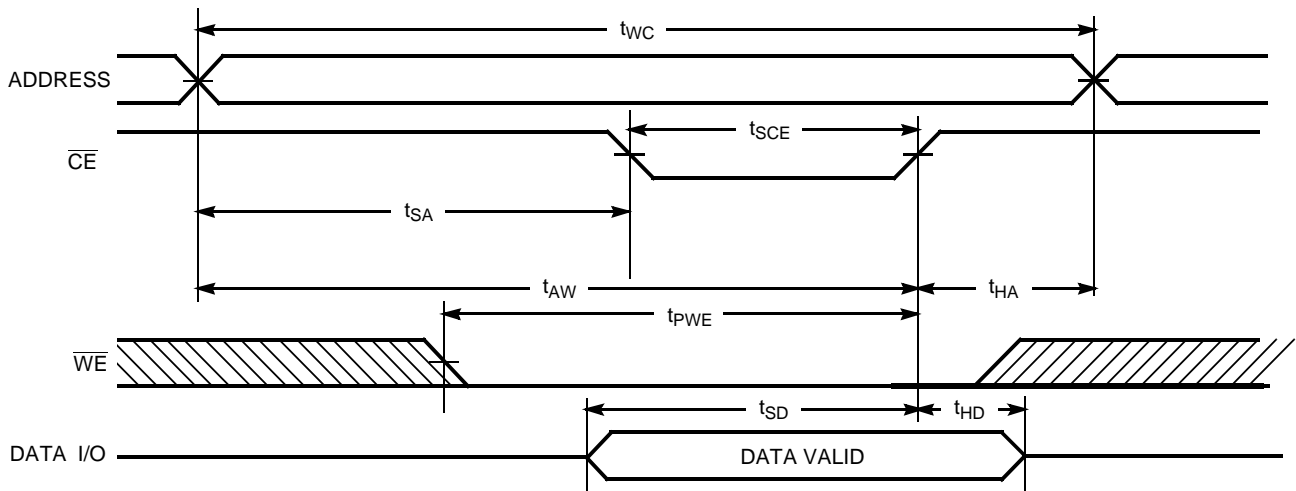 tWC
ADDRESS
tSCE
CE
tSA
tAW
tHA
tPWE
WE
tSD
tHD
DATA I/O
DATA VALID